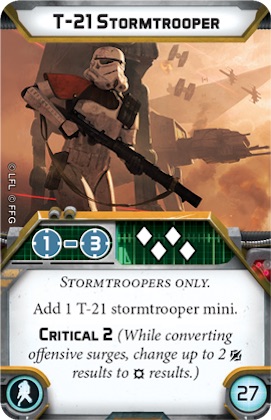 T-21 STORMTROOPER
© LFL © FFG
1 – 3
STORMTROOPERS ONLY.
Add 1 T-21 stormtrooper mini.
CRITICAL 2 (While converting
offensive surges, change up to 2
results to results.)
27